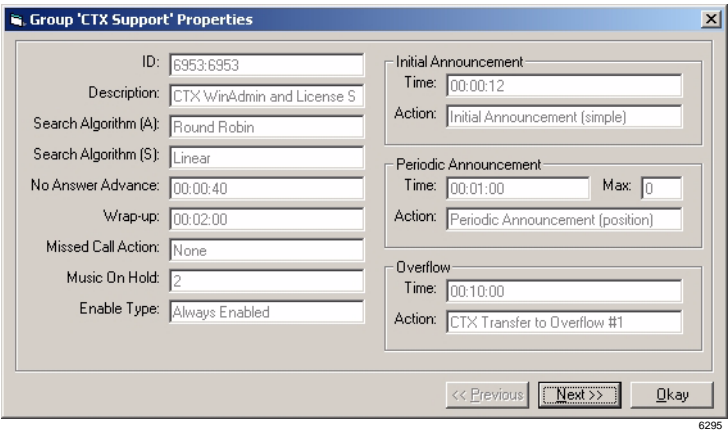 Group 'CTX Support' Properties
ID: 6953:6953
Description: CTX WinAdmin and License S
Search Algorithm (A): Round Robin
Search Algorithm (S): Linear
No Answer Advance: 00:00:40
Wrap-up: 00:02:00
Missed Call Action: None
Music On Hold: 2
Enable Type: Always Enabled
Initial Announcement
Time: 00:00:12
Action: Initial Announcement (simple)
Periodic Announcement
Time: 00:01:00 Max: 0
Action: Periodic Announcement (position)
Overflow
Time: 00:10:00
Action: CTX Transfer to Overflow #1
<< Previous Next >> Okay
6295